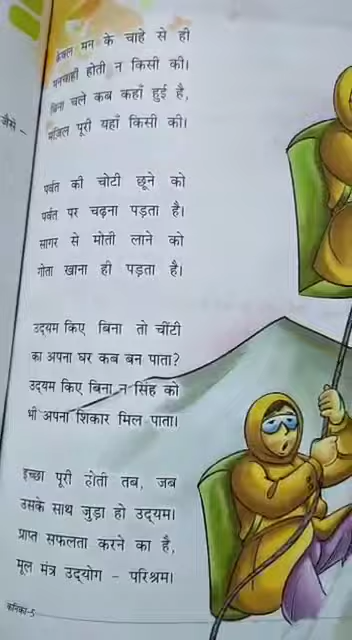 केवल मन के चाहे से ही
मनचाही होती न किसी की।
बिना चले कब कहाँ हुई है,
मंज़िल पूरी यहाँ किसी की।
जैसे –
पर्वत की चोटी छूने को
पर्वत पर चढ़ना पड़ता है।
सागर से मोती लाने को
गोता खाना ही पड़ता है।
उद्यम किए बिना तो चींटी
का अपना घर कब बन पाता?
उद्यम किए बिना न सिंह को
भी अपना शिकार मिल पाता।
इच्छा पूरी होती तब, जब
उसके साथ जुड़ा हो उद्यम।
प्राप्त सफलता करने का है,
मूल मंत्र उद्योग – परिश्रम।
कनिका-5